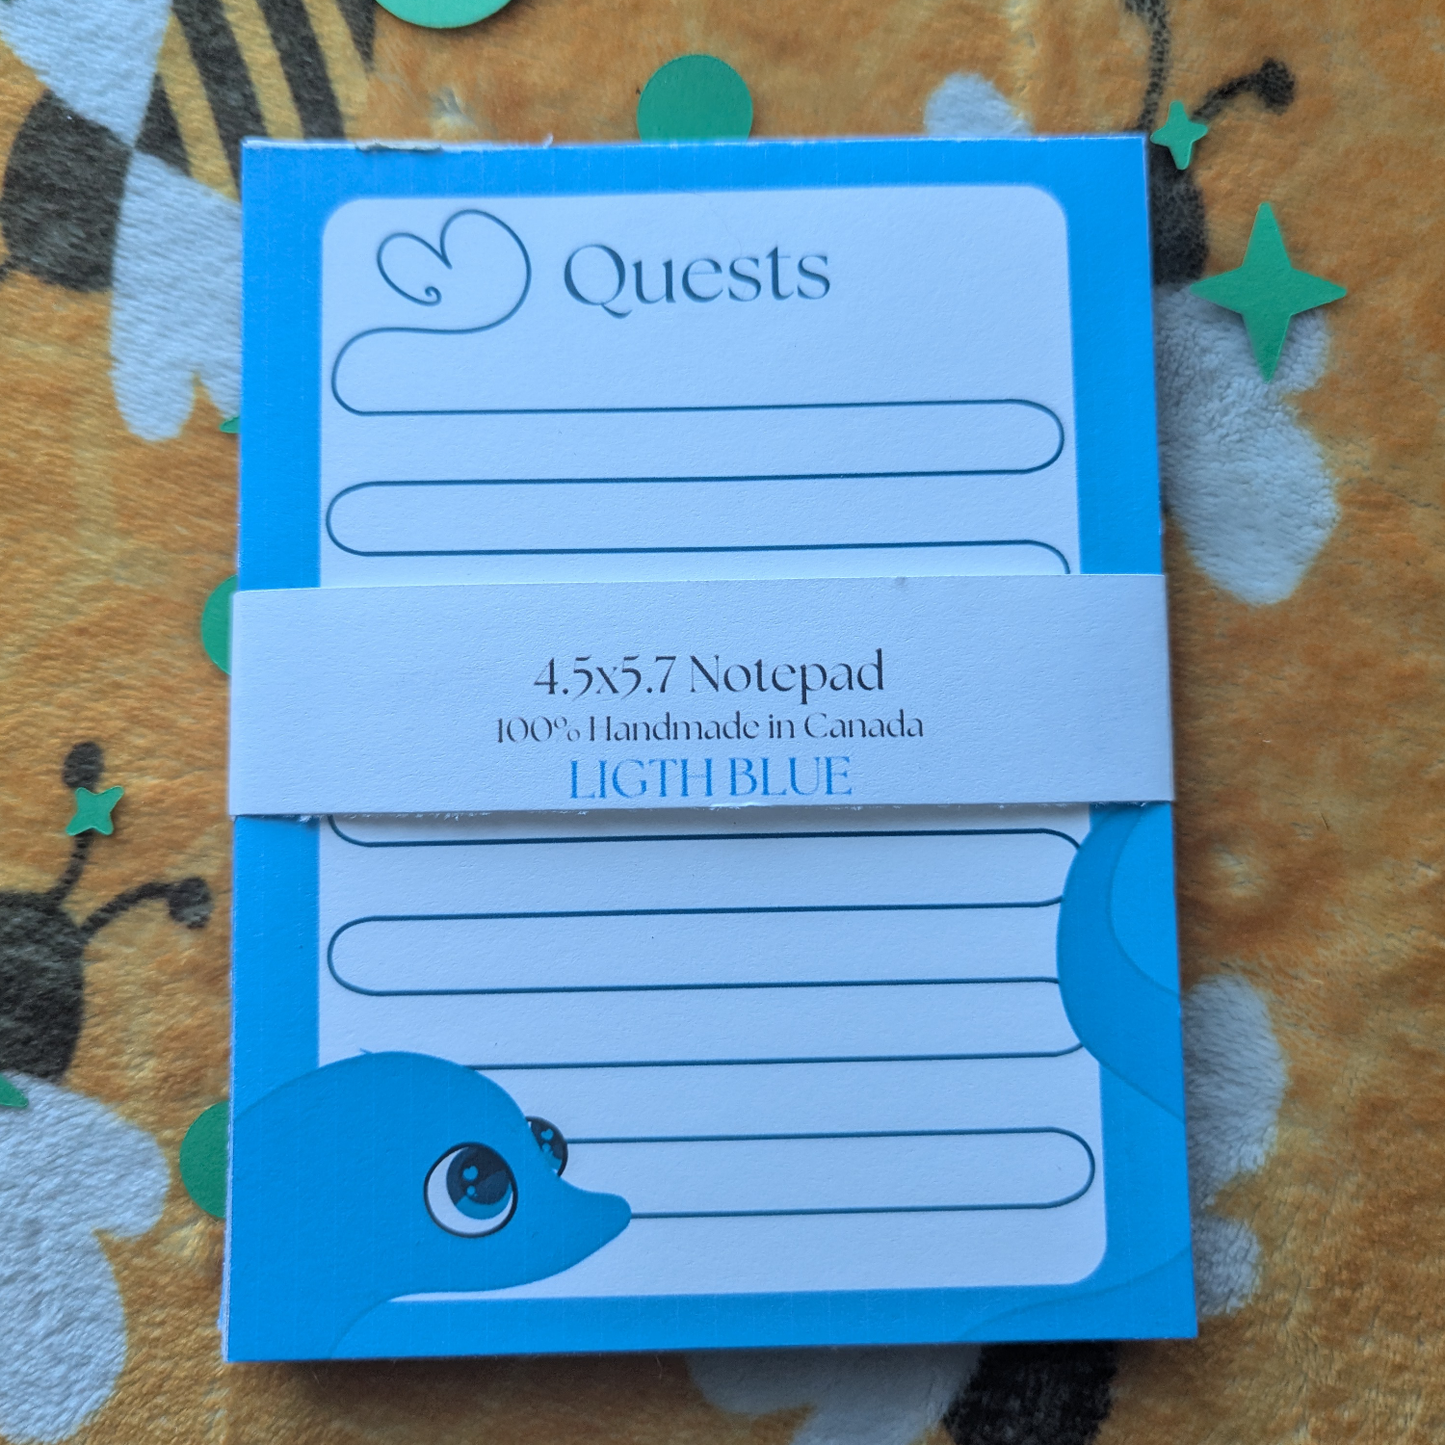 Quests
4.5x5.7 Notepad
100% Handmade in Canada
LIGTH BLUE